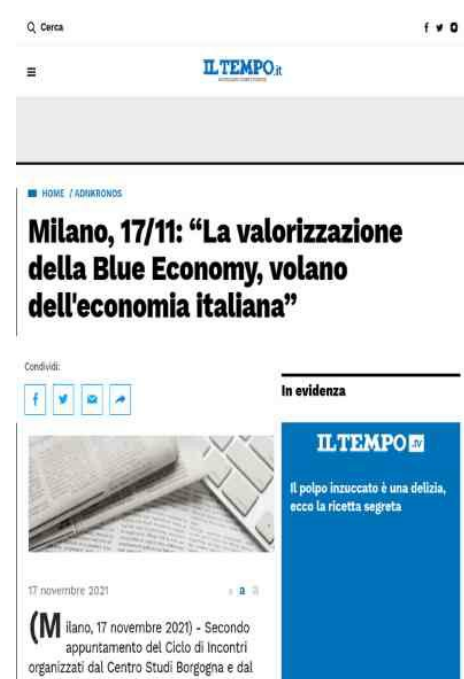 Cerca
IL TEMPO.it
HOME / ADNKRONOS
Milano, 17/11: “La valorizzazione
della Blue Economy, volano
dell'economia italiana”
Condividi:
In evidenza
IL TEMPO TV
Il polpo inzuccato è una delizia,
ecco la ricetta segreta
17 novembre 2021
a a a
(Milano, 17 novembre 2021) - Secondo
appuntamento del Ciclo di Incontri
organizzati dal Centro Studi Borgogna e dal